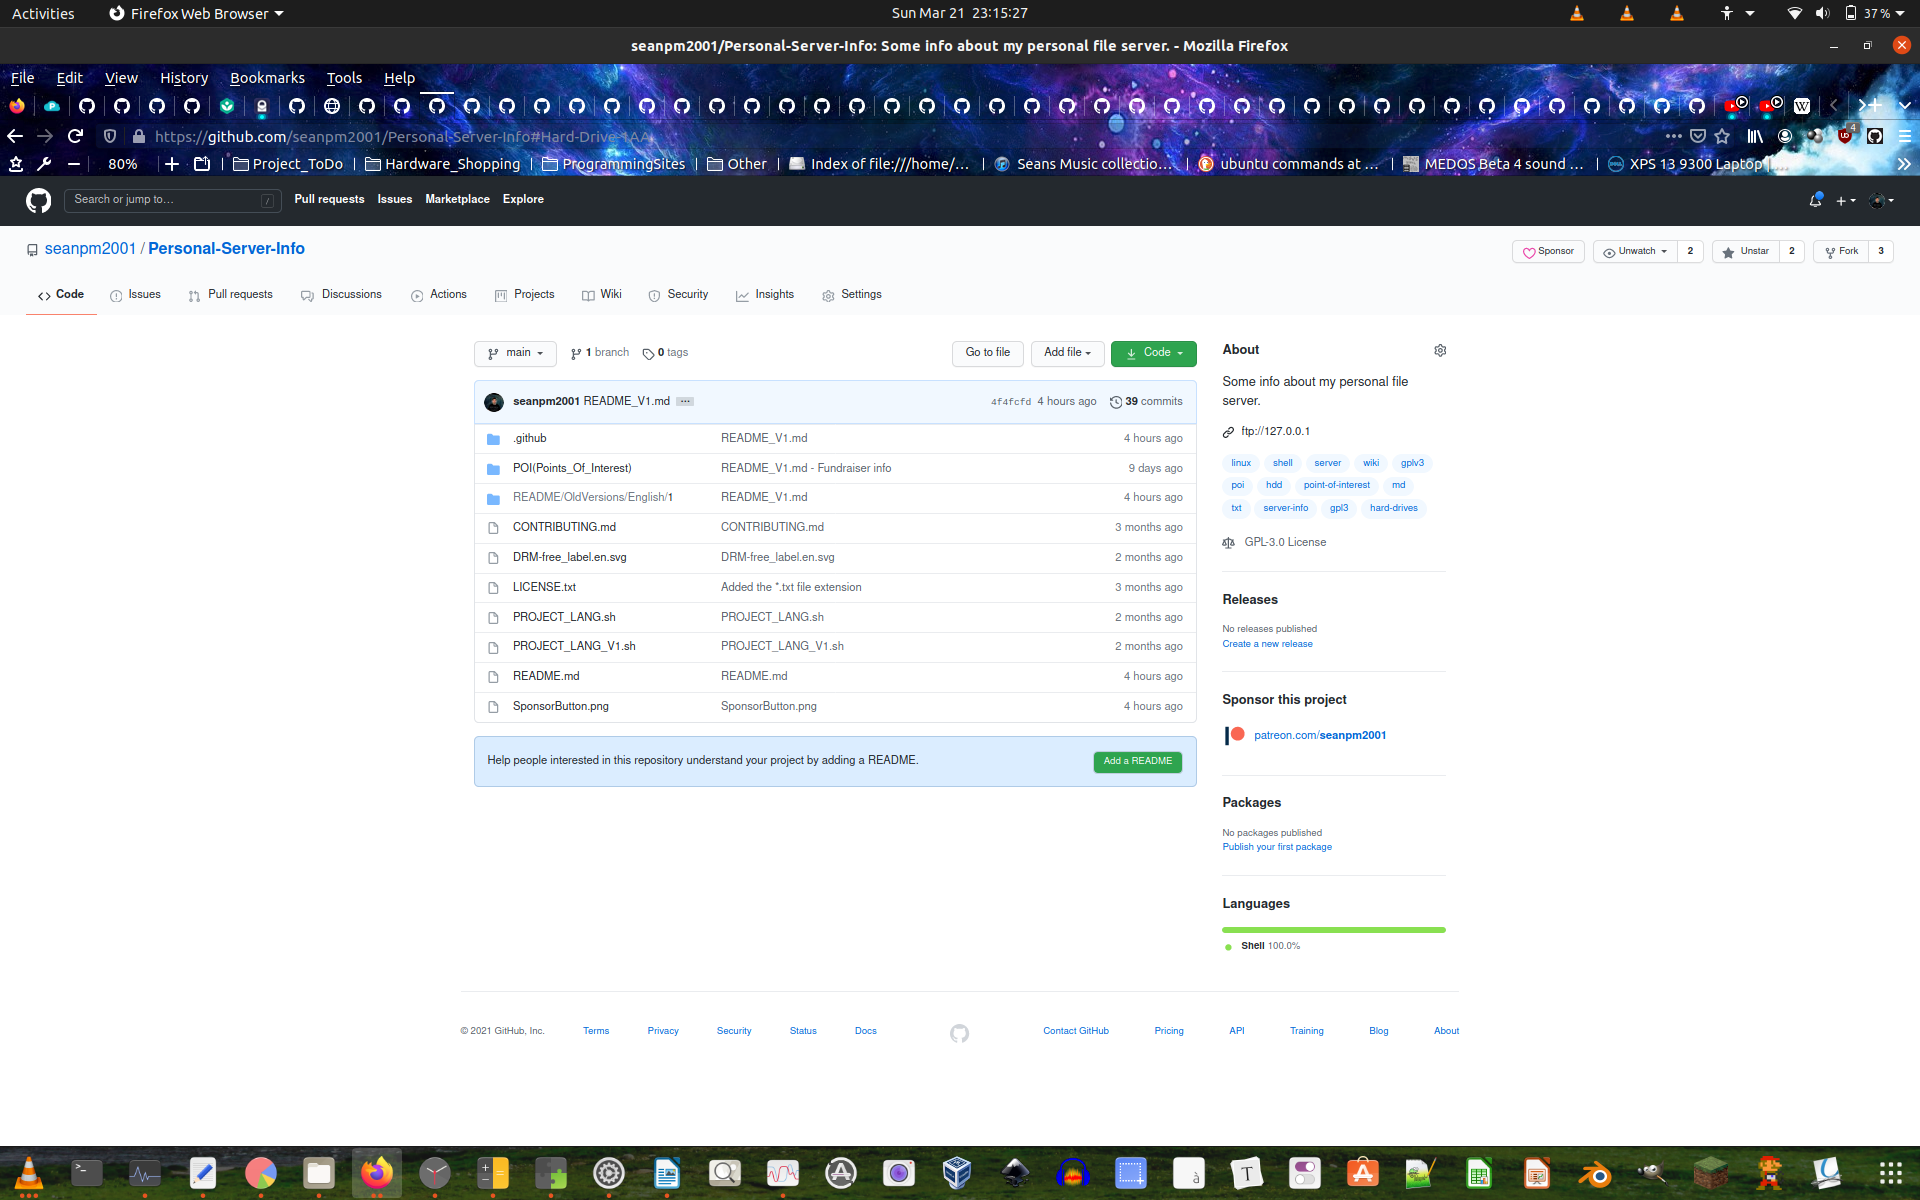 Activities
Firefox Web Browser
Sun Mar 21 23:15:27
37 %
seanpm2001/Personal-Server-Info: Some info about my personal file server. - Mozilla Firefox
File Edit View History Bookmarks Tools Help
https://github.com/seanpm2001/Personal-Server-Info#Hard-Drive-1AA
4
80%
Project_ToDo
Hardware_Shopping
ProgrammingSites
Other
Index of file:///home/...
Seans Music collectio...
ubuntu commands at ...
MEDOS Beta 4 sound ...
XPS 13 9300 Laptop
Search or jump to...
/
Pull requests Issues Marketplace Explore
seanpm2001 / Personal-Server-Info
Sponsor
Unwatch 2
Unstar 2
Fork 3
Code
Issues
Pull requests
Discussions
Actions
Projects
Wiki
Security
Insights
Settings
main
1 branch
0 tags
Go to file
Add file
Code
seanpm2001 README_V1.md ...
4f4fcfd 4 hours ago
39 commits
.github README_V1.md 4 hours ago
POI(Points_Of_Interest) README_V1.md - Fundraiser info 9 days ago
README/OldVersions/English/1 README_V1.md 4 hours ago
CONTRIBUTING.md CONTRIBUTING.md 3 months ago
DRM-free_label.en.svg DRM-free_label.en.svg 2 months ago
LICENSE.txt Added the *.txt file extension 3 months ago
PROJECT_LANG.sh PROJECT_LANG.sh 2 months ago
PROJECT_LANG_V1.sh PROJECT_LANG_V1.sh 2 months ago
README.md README.md 4 hours ago
SponsorButton.png SponsorButton.png 4 hours ago
Help people interested in this repository understand your project by adding a README.
Add a README
About
Some info about my personal file
server.
ftp://127.0.0.1
linux shell server wiki gplv3
poi hdd point-of-interest md
txt server-info gpl3 hard-drives
GPL-3.0 License
Releases
No releases published
Create a new release
Sponsor this project
patreon.com/seanpm2001
Packages
No packages published
Publish your first package
Languages
Shell 100.0%
© 2021 GitHub, Inc.
Terms
Privacy
Security
Status
Docs
Contact GitHub
Pricing
API
Training
Blog
About